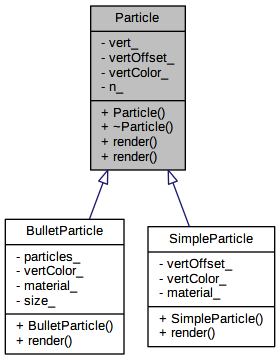 Particle
- vert_
- vertOffset_
- vertColor_
- n_
+ Particle()
+ ~Particle()
+ render()
+ render()
BulletParticle
- particles_
- vertColor_
- material_
- size_
+ BulletParticle()
+ render()
SimpleParticle
- vertOffset_
- vertColor_
- material_
+ SimpleParticle()
+ render()